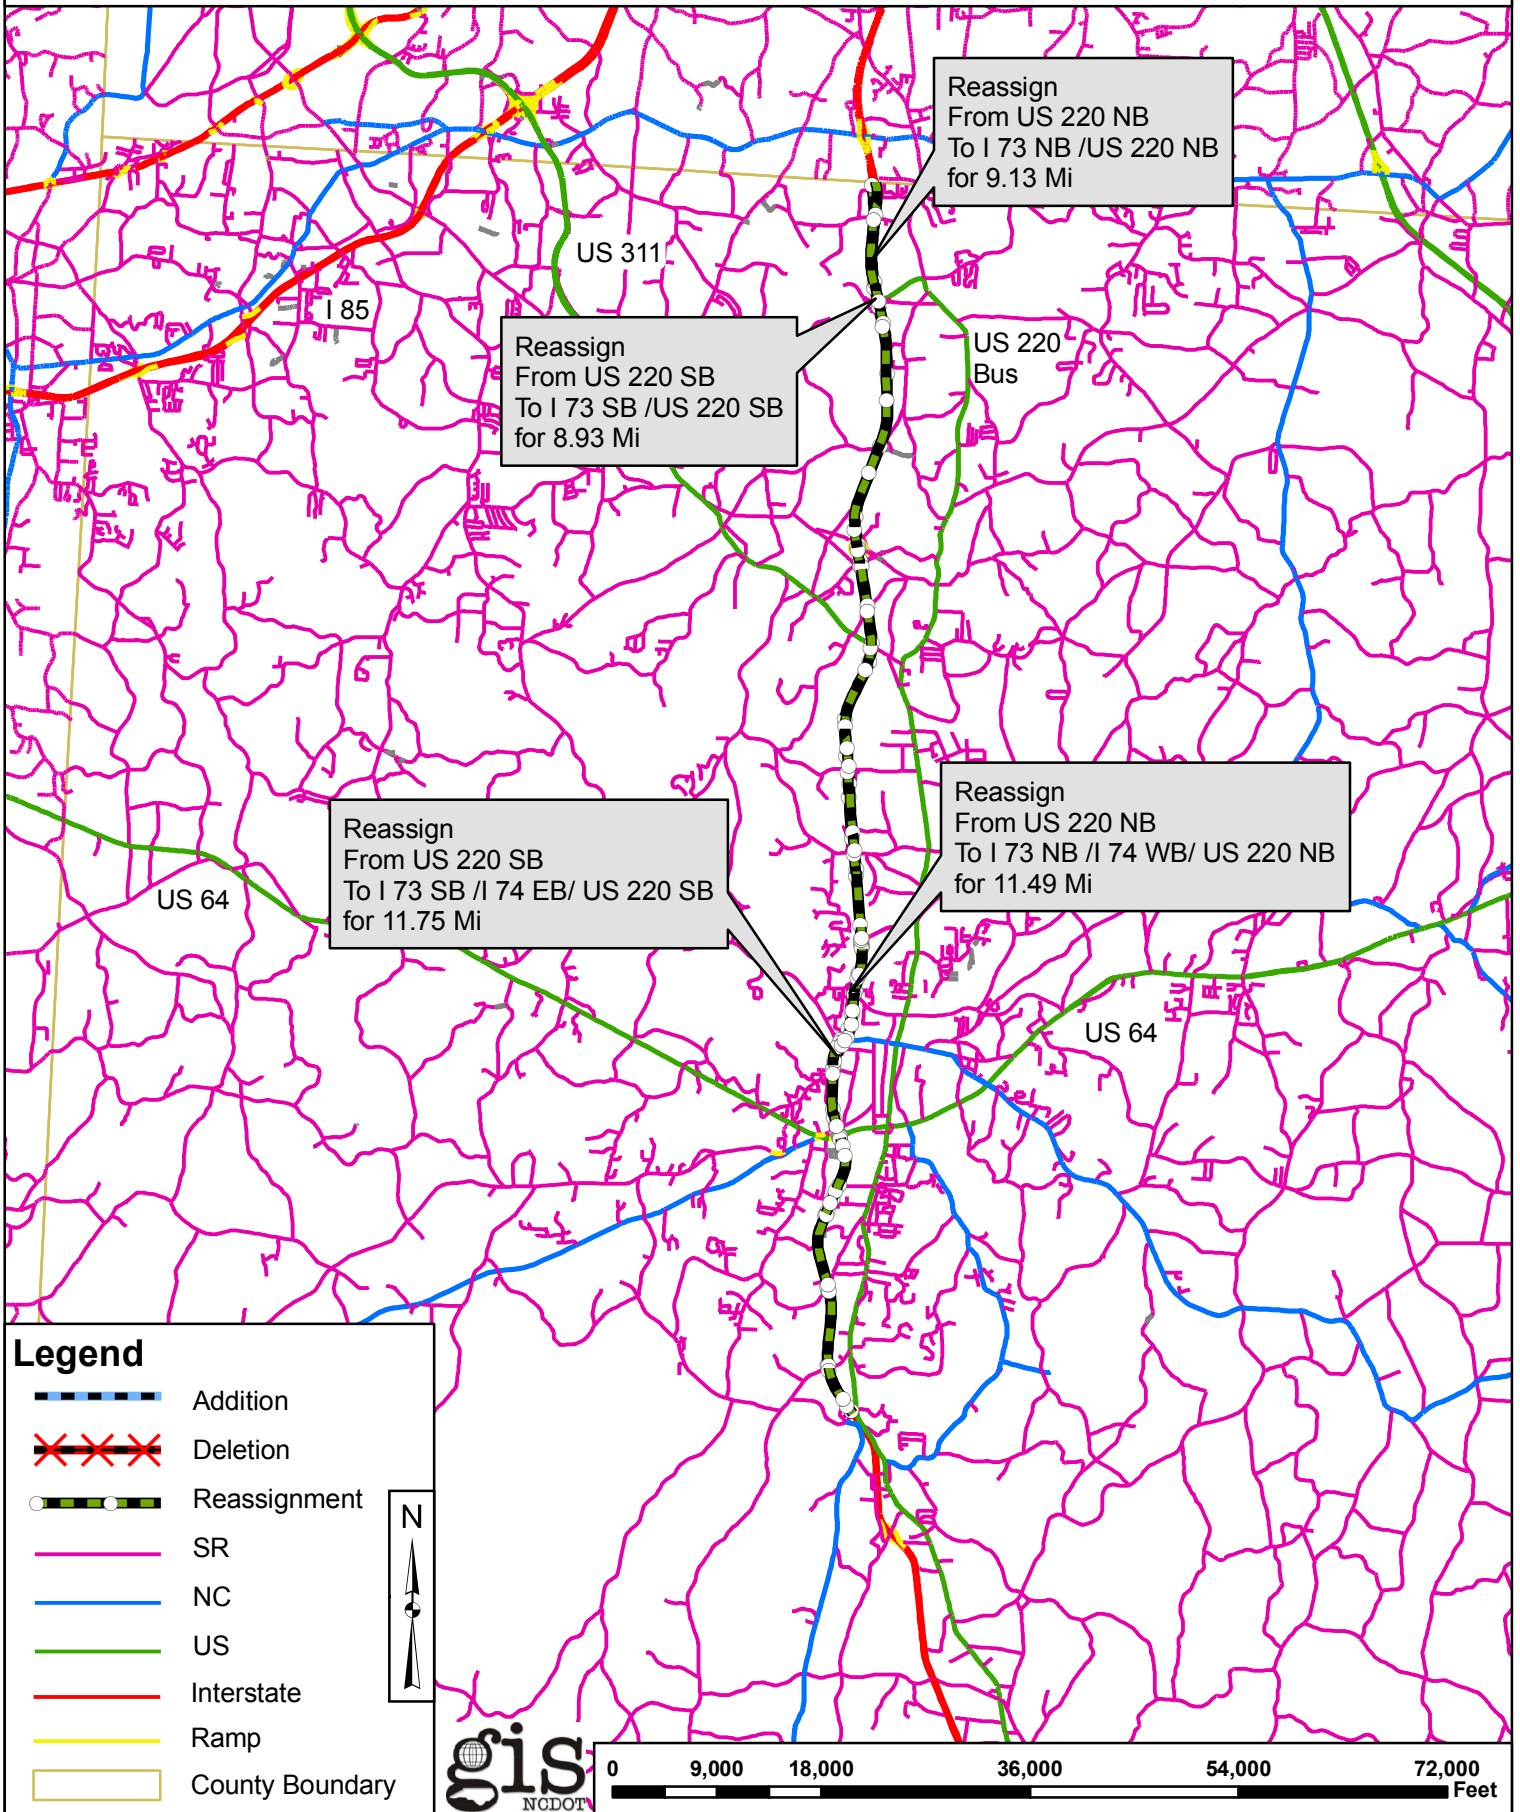 Reassign
From US 220 NB
To I 73 NB /US 220 NB
for 9.13 Mi
US 311
I 85
Reassign
From US 220 SB
To I 73 SB /US 220 SB
for 8.93 Mi
US 220
Bus
Reassign
From US 220 NB
To I 73 NB /I 74 WB/ US 220 NB
for 11.49 Mi
Reassign
From US 220 SB
To I 73 SB /I 74 EB/ US 220 SB
for 11.75 Mi
US 64
US 64
Legend
Addition
Deletion
Reassignment
SR
NC
US
Interstate
Ramp
County Boundary
N
gis
NCDOT
0 9,000 18,000 36,000 54,000 72,000
Feet